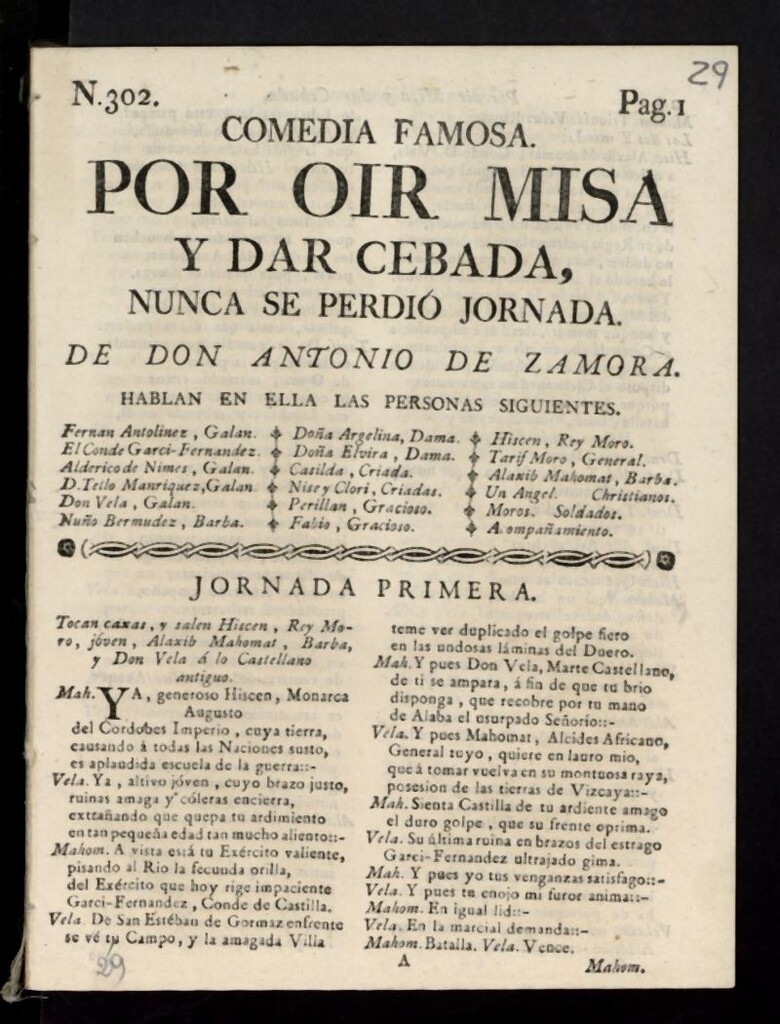 29
N.302. Pag.1
COMEDIA FAMOSA.
POR OIR MISA
Y DAR CEBADA,
NUNCA SE PERDIÓ JORNADA.
DE DON ANTONIO DE ZAMORA.
HABLAN EN ELLA LAS PERSONAS SIGUIENTES.
Fernan Antolinez, Galan.
El Conde Garci-Fernandez.
Alderico de Nimes, Galan.
D. Tello Manriquez, Galan
Don Vela, Galan.
Nuño Bermudez, Barba.
Doña Argelina, Dama.
Doña Elvira, Dama.
Casilda, Criada.
Nise y Clori, Criadas.
Perillan, Gracioso.
Fabio, Gracioso.
Hiscen, Rey Moro.
Tarif Moro, General.
Alaxib Mahomat, Barba.
Un Angel. Christianos.
Moros. Soldados.
Acompañamiento.
JORNADA PRIMERA.
Tocan caxas, y salen Hiscen, Rey Mo-
ro, jóven, Alaxib Mahomat, Barba,
y Don Vela á lo Castellano
antiguo.
Mah. YA, generoso Hiscen, Monarca
Augusto
del Cordobes Imperio, cuya tierra,
causando á todas las Naciones susto,
es aplaudida escuela de la guerra::-
Vela. Ya, altivo jóven, cuyo brazo justo,
ruinas amaga y cóleras encierra,
extrañando que quepa tu ardimiento
en tan pequeña edad tan mucho aliento::-
Mahom. A vista está tu Exército valiente,
pisando al Rio la fecunda orilla,
del Exército que hoy rige impaciente
Garci-Fernandez, Conde de Castilla.
Vela. De San Estéban de Gormaz enfrente
se vé tu Campo, y la amagada Villa
29
teme ver duplicado el golpe fiero
en las undosas láminas del Duero.
Mah. Y pues Don Vela, Marte Castellano,
de ti se ampara, á fin de que tu brio
disponga, que recobre por tu mano
de Alaba el usurpado Señorío::-
Vela. Y pues Mahomat, Alcides Africano,
General tuyo, quiere en lauro mio,
que á tomar vuelva en su montuosa raya,
posesion de las tierras de Vizcaya::-
Mah. Sienta Castilla de tu ardiente amago
el duro golpe, que su frente oprima.
Vela. Su última ruina en brazos del estrago
Garci-Fernandez ultrajado gima.
Mah. Y pues yo tus venganzas satisfago::-
Vela. Y pues tu enojo mi furor anima::-
Mahom. En igual lid::-
Vela. En la marcial demanda::-
Mahom. Batalla. Vela. Vence.
A Mahom.